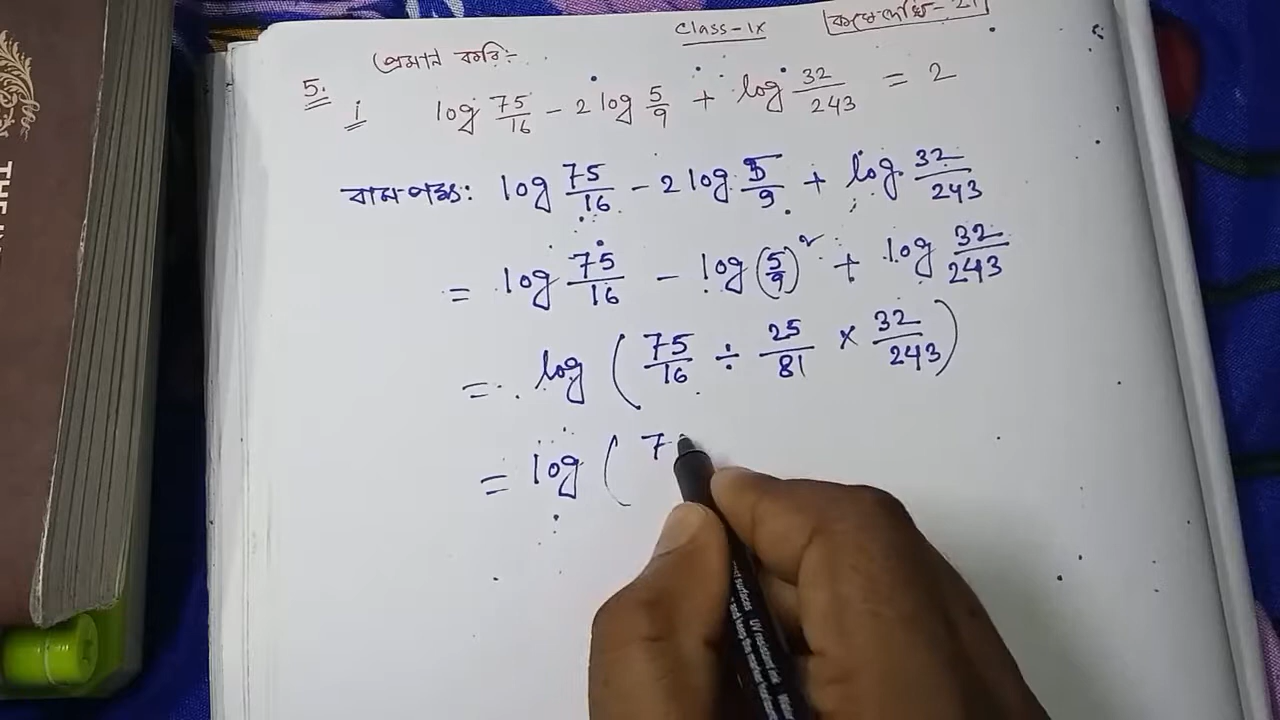 Class-IX
কষে দেখি-21
প্রমাণ করি:-
5. i log 75/16 - 2 log 5/9 + log 32/243 = 2
বামপক্ষ: log 75/16 - 2 log 5/9 + log 32/243
= log 75/16 - log (5/9)² + log 32/243
= log ( 75/16 ÷ 25/81 × 32/243 )
= log ( 7